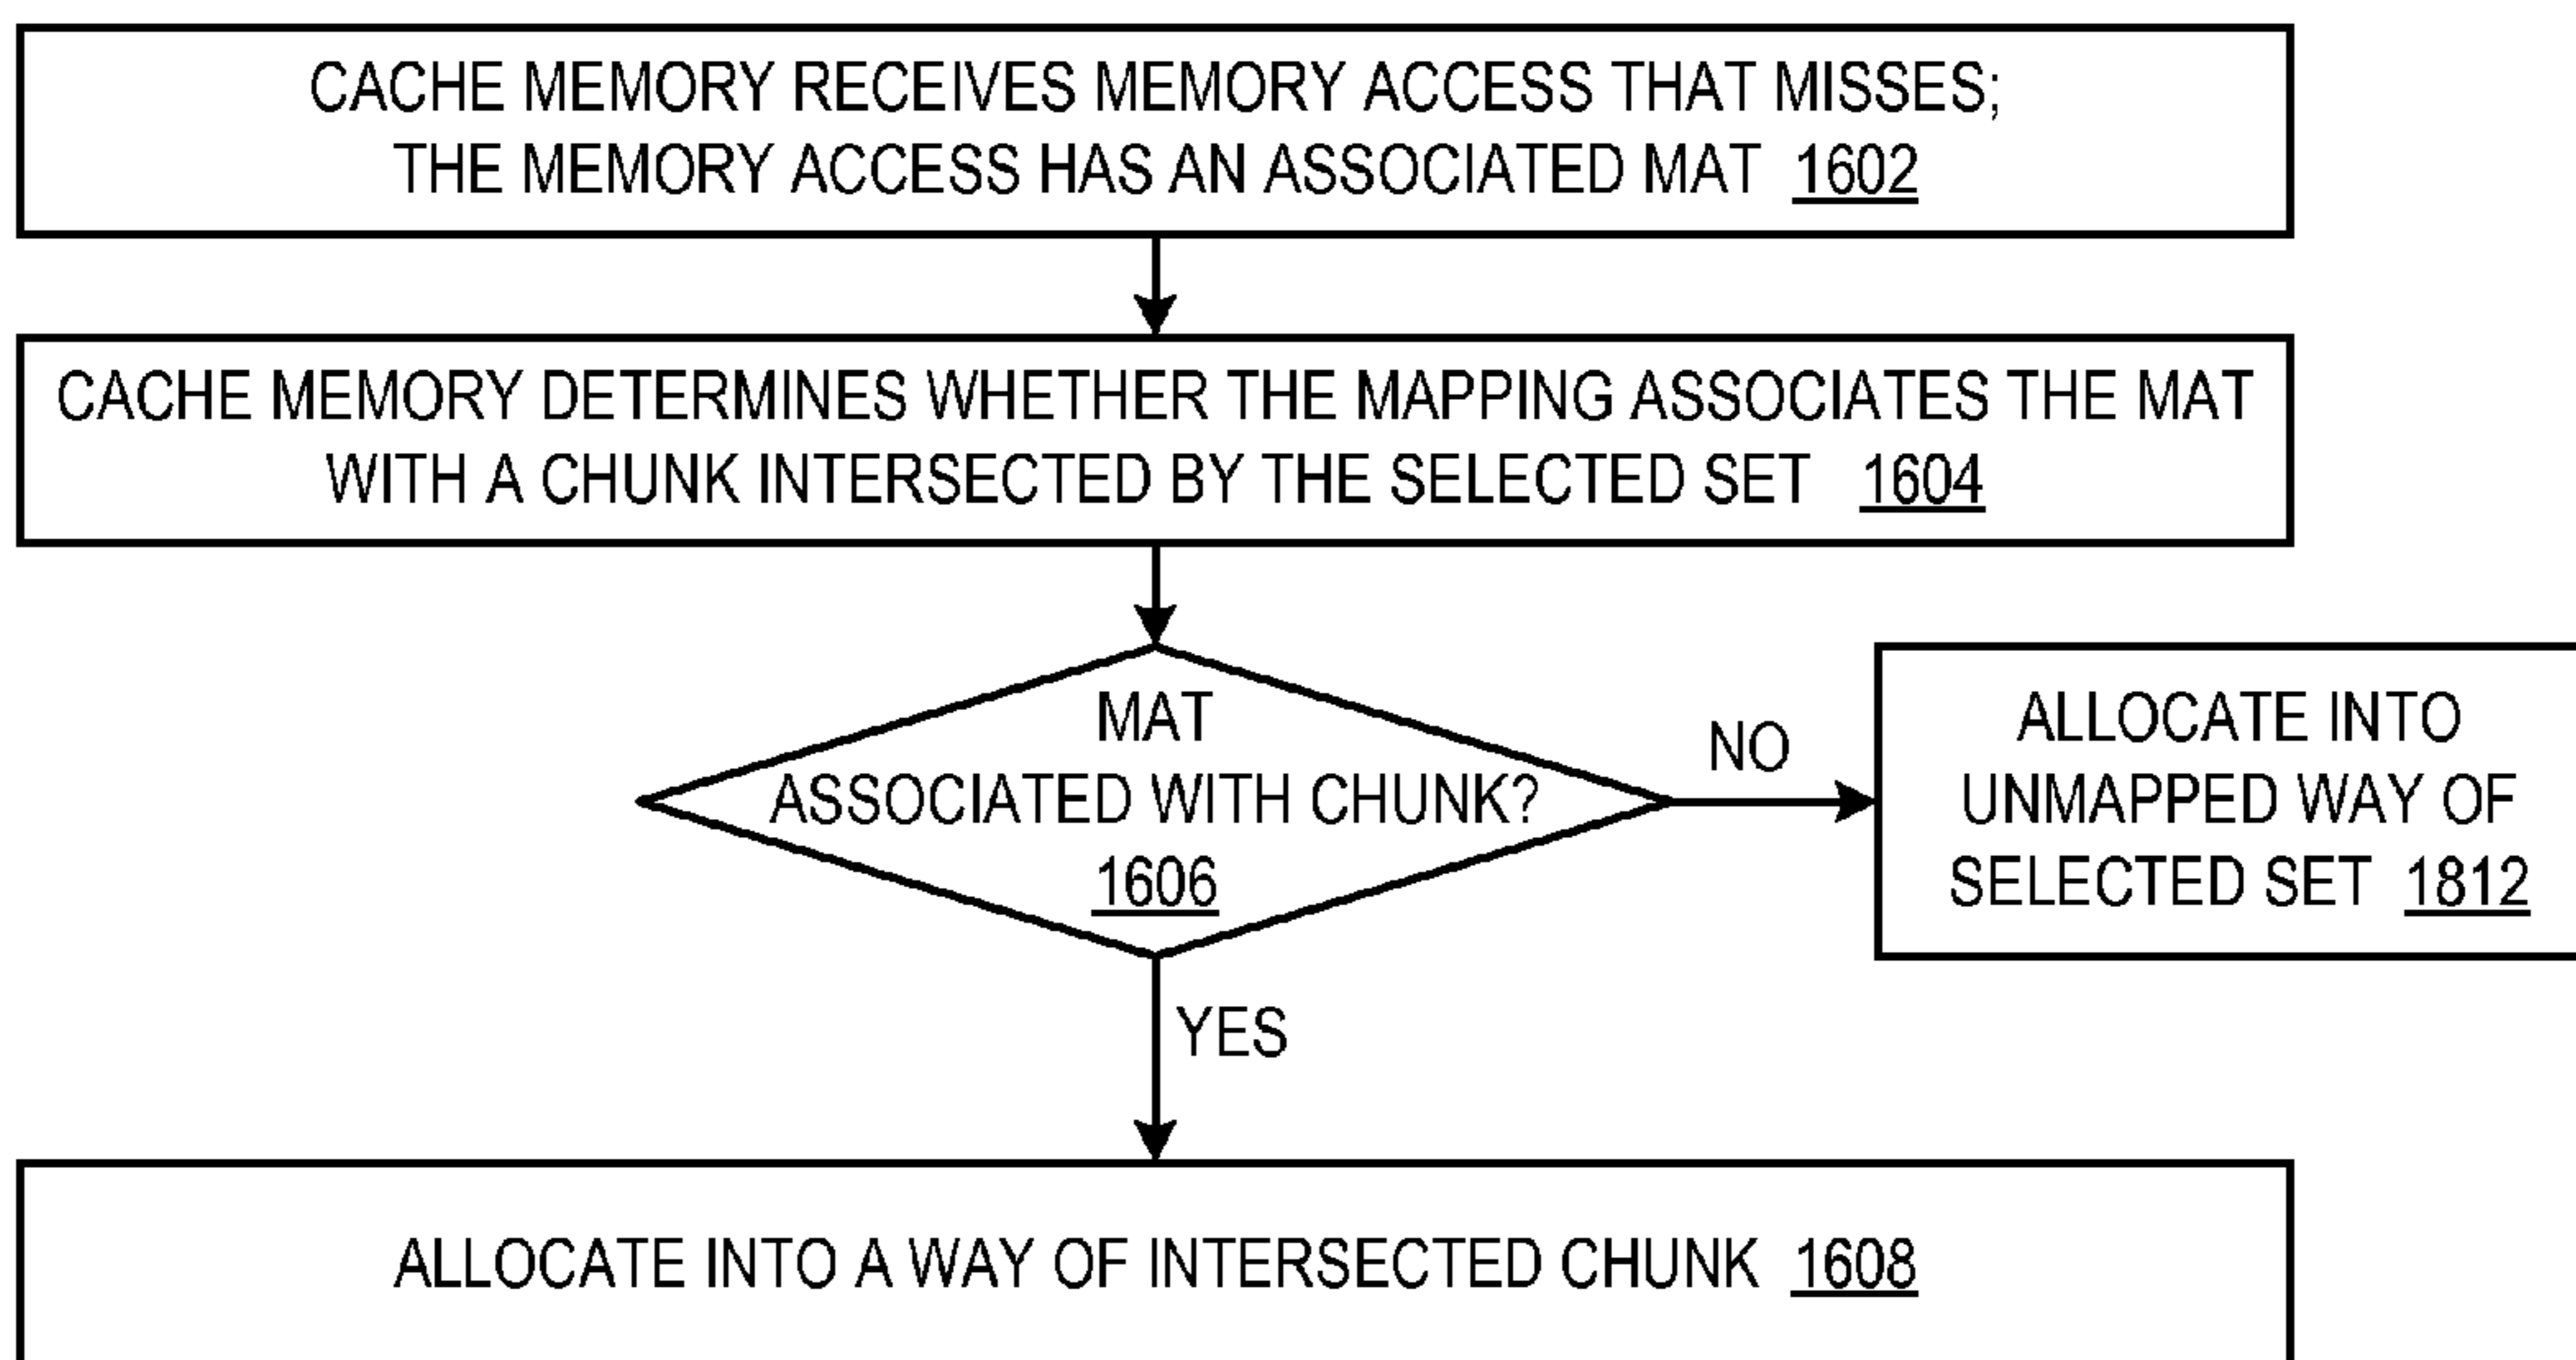 CACHE MEMORY RECEIVES MEMORY ACCESS THAT MISSES;
THE MEMORY ACCESS HAS AN ASSOCIATED MAT 1602
CACHE MEMORY DETERMINES WHETHER THE MAPPING ASSOCIATES THE MAT
WITH A CHUNK INTERSECTED BY THE SELECTED SET 1604
MAT
ASSOCIATED WITH CHUNK?
1606
NO
ALLOCATE INTO
UNMAPPED WAY OF
SELECTED SET 1812
YES
ALLOCATE INTO A WAY OF INTERSECTED CHUNK 1608